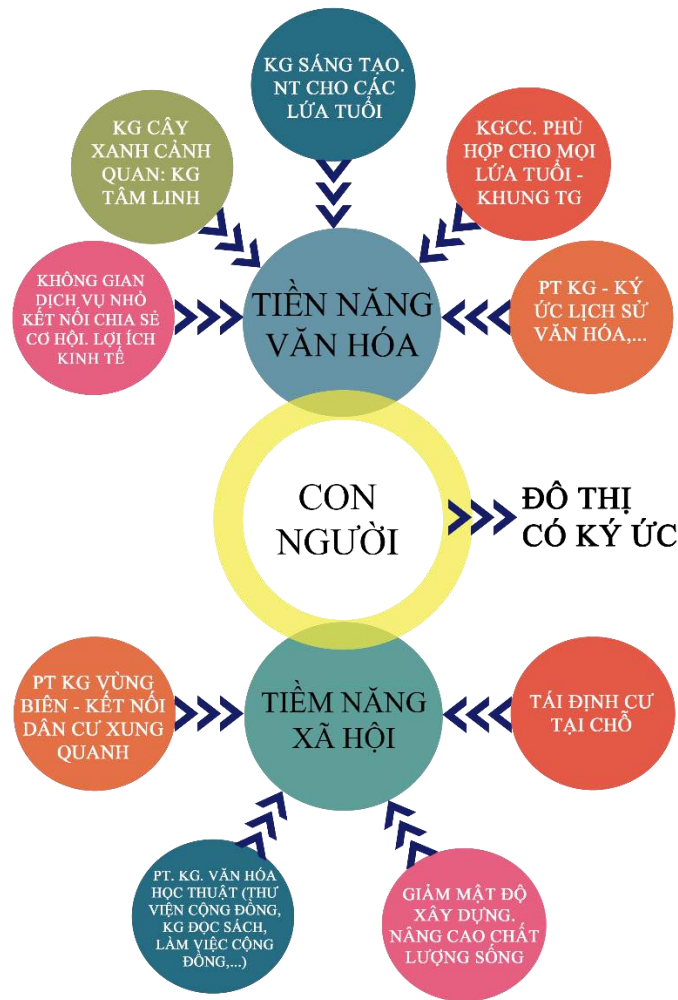 KG SÁNG TẠO.
NT CHO CÁC
LỨA TUỔI
KG CÂY
XANH CẢNH
QUAN: KG
TÂM LINH
KGCC. PHÙ
HỢP CHO MỌI
LỨA TUỔI -
KHUNG TG
KHÔNG GIAN
DỊCH VỤ NHỎ
KẾT NỐI CHIA SẺ
CƠ HỘI. LỢI ÍCH
KINH TẾ
TIỀN NĂNG
VĂN HÓA
PT KG - KÝ
ỨC LỊCH SỬ
VĂN HÓA,...
CON
NGƯỜI
ĐÔ THỊ
CÓ KÝ ỨC
PT KG VÙNG
BIÊN - KẾT NỐI
DÂN CƯ XUNG
QUANH
TIỀM NĂNG
XÃ HỘI
TÁI ĐỊNH CƯ
TẠI CHỖ
PT. KG. VĂN HÓA
HỌC THUẬT (THƯ
VIỆN CỘNG ĐỒNG,
KG ĐỌC SÁCH,
LÀM VIỆC CỘNG
ĐỒNG,...)
GIẢM MẬT ĐỘ
XÂY DỰNG.
NÂNG CAO CHẤT
LƯỢNG SỐNG